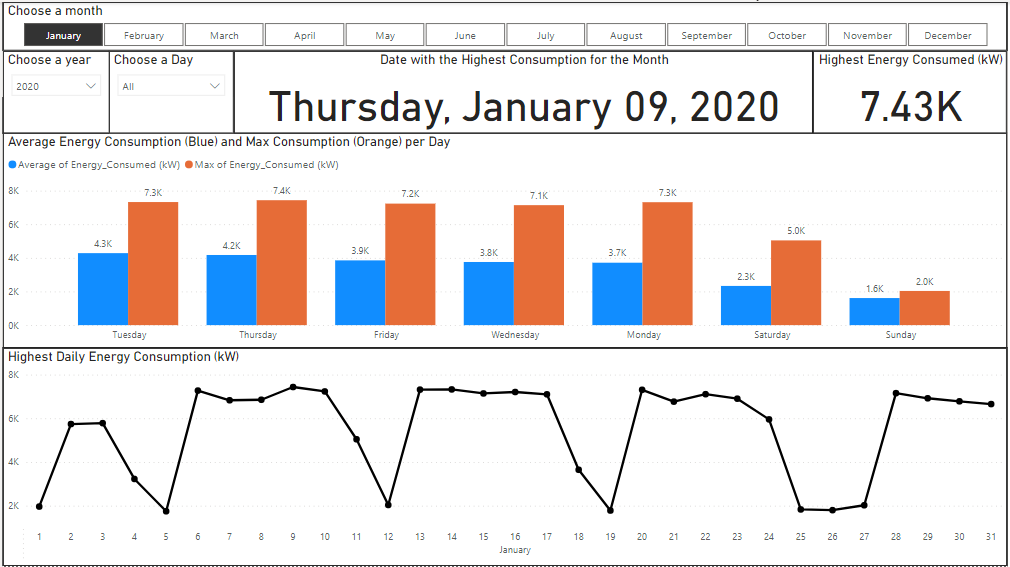 Choose a month
January February March April May June July August September October November December
Choose a year
2020
Choose a Day
All
Date with the Highest Consumption for the Month
Thursday, January 09, 2020
Highest Energy Consumed (kW)
7.43K
Average Energy Consumption (Blue) and Max Consumption (Orange) per Day
Average of Energy_Consumed (kW) Max of Energy_Consumed (kW)
8K
6K
4K
2K
0K
4.3K 7.3K 4.2K 7.4K 3.9K 7.2K 3.8K 7.1K 3.7K 7.3K 2.3K 5.0K 1.6K 2.0K
Tuesday Thursday Friday Wednesday Monday Saturday Sunday
Highest Daily Energy Consumption (kW)
8K
6K
4K
2K
1 2 3 4 5 6 7 8 9 10 11 12 13 14 15 16 17 18 19 20 21 22 23 24 25 26 27 28 29 30 31
January